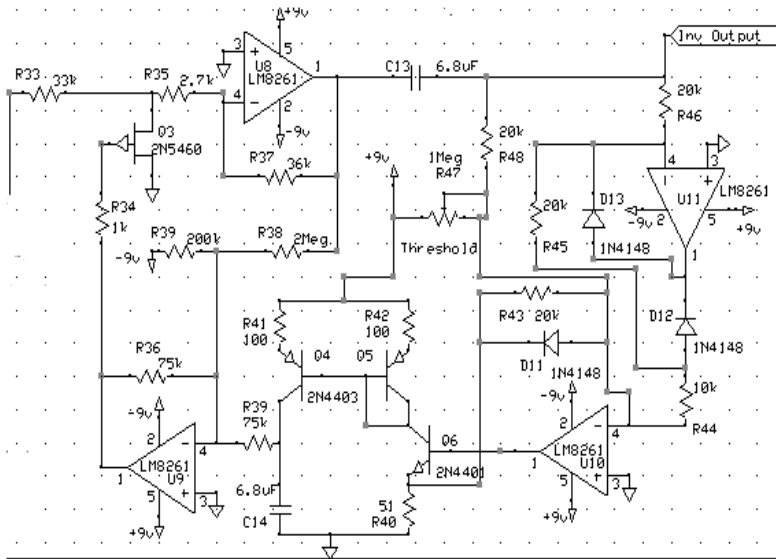 +9v
Inv Output
3
5
U8
1
LM8261
C13
6.8uF
R33
33k
R35
2.7k
4
2
20k
R46
-9v
Q3
2N5460
R37
36k
20k
R48
+9v
1Meg
R47
4
3
LM8261
U11
D13
-9v
2
5
+9v
20k
R45
1N4148
1
R34
1k
R39
200k
R38
2Meg.
-9v
Threshold
D12
1N4148
R41
100
R42
100
R43
20k
D11
1N4148
R36
75k
Q4
Q5
2N4403
10k
R44
-9v
2
R39
75k
Q6
2N4401
-9v
2
4
LM8261
U9
1
5
3
+9v
LM8261
U10
4
1
5
3
+9v
6.8uF
C14
51
R40